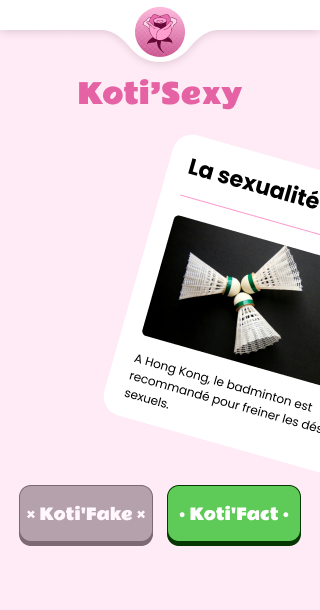 Koti’Sexy
La sexualité
A Hong Kong, le badminton est
recommandé pour freiner les dés
sexuels.
× Koti'Fake ×
• Koti'Fact •